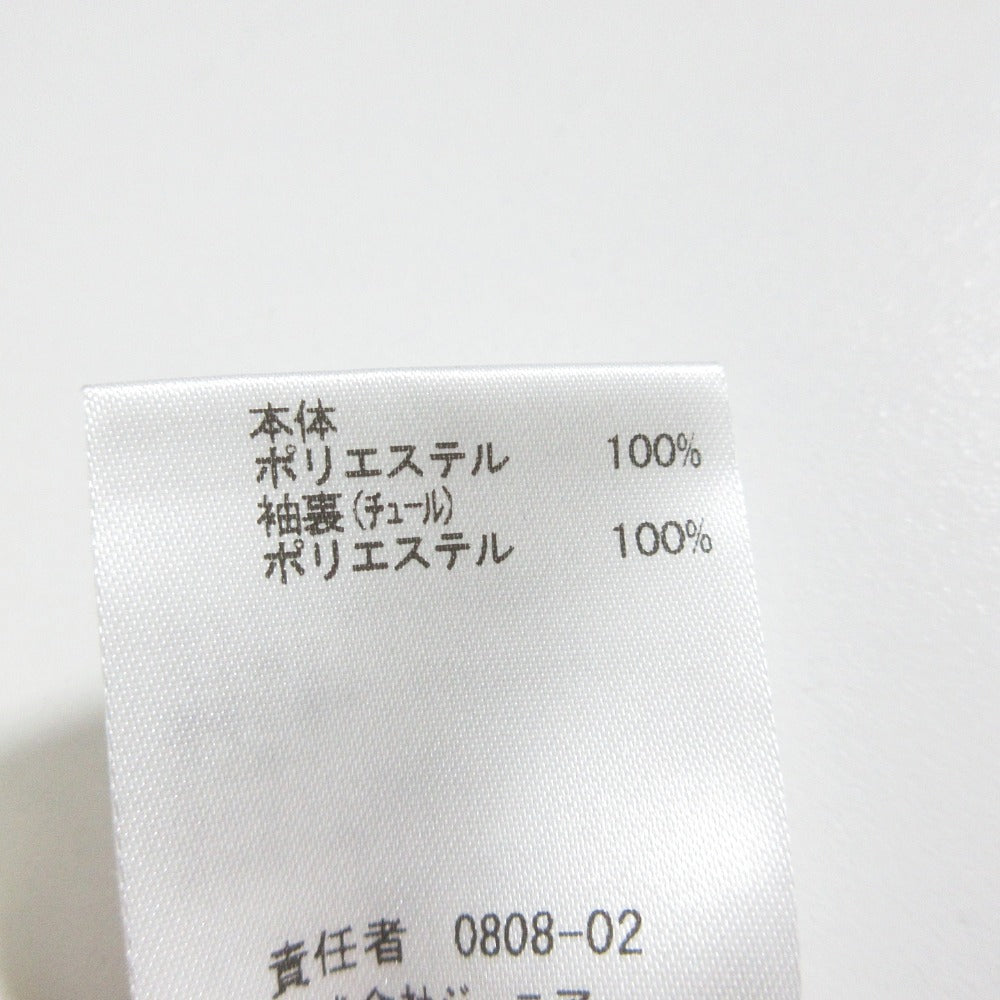 本体
ポリエステル 100%
袖裏(チュール)
ポリエステル 100%
責任者 0808-02